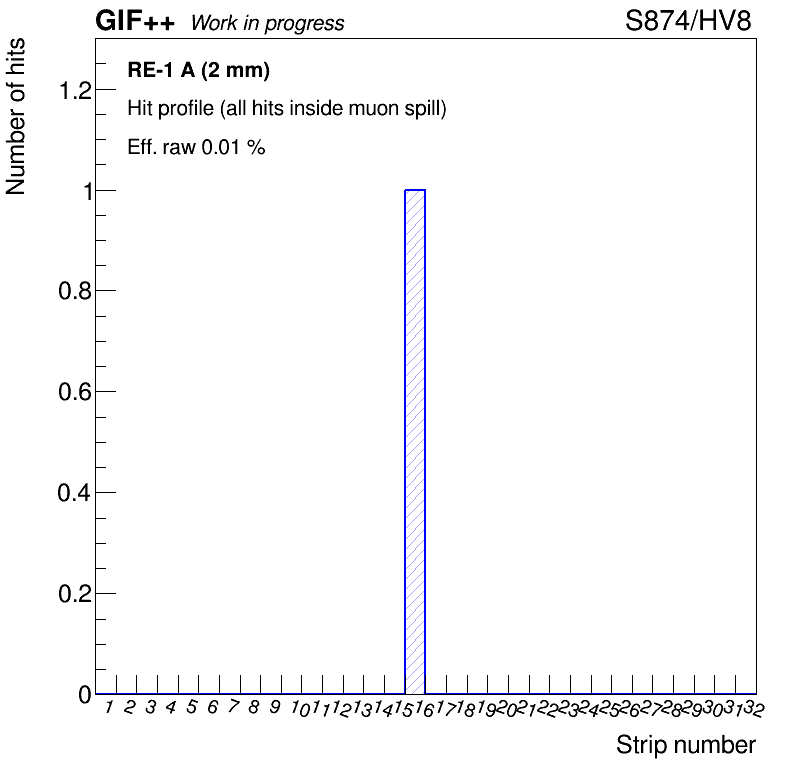 GIF++ Work in progress S874/HV8
Number of hits
RE-1 A (2 mm)
Hit profile (all hits inside muon spill)
Eff. raw 0.01 %
1.2
1
0.8
0.6
0.4
0.2
0
1 2 3 4 5 6 7 8 9 10 11 12 13 14 15 16 17 18 19 20 21 22 23 24 25 26 27 28 29 30 31 32
Strip number